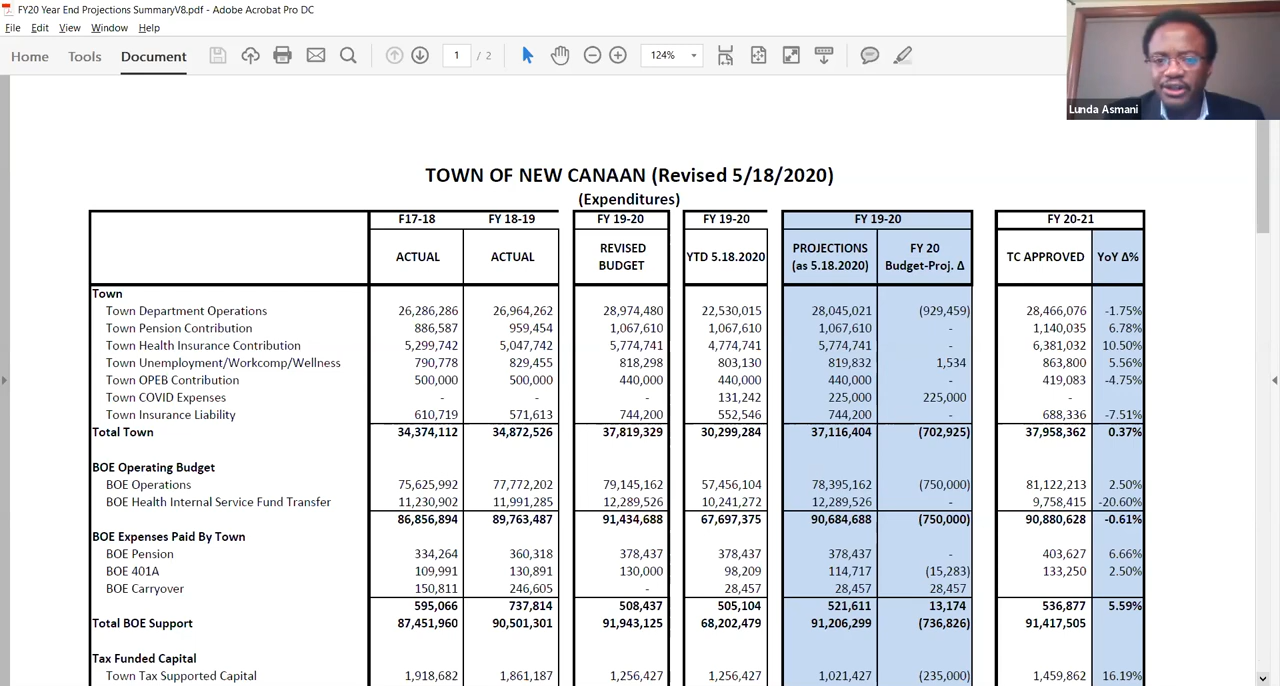 FY20 Year End Projections SummaryV8.pdf - Adobe Acrobat Pro DC
File Edit View Window Help
Home Tools Document 1 / 2 124%
Lunda Asmani
TOWN OF NEW CANAAN (Revised 5/18/2020)
(Expenditures)
F17-18 FY 18-19 FY 19-20 FY 19-20 FY 19-20 FY 20-21
ACTUAL ACTUAL REVISED BUDGET YTD 5.18.2020 PROJECTIONS (as 5.18.2020) FY 20 Budget-Proj. Δ TC APPROVED YoY Δ%
Town
Town Department Operations 26,286,286 26,964,262 28,974,480 22,530,015 28,045,021 (929,459) 28,466,076 -1.75%
Town Pension Contribution 886,587 959,454 1,067,610 1,067,610 1,067,610 - 1,140,035 6.78%
Town Health Insurance Contribution 5,299,742 5,047,742 5,774,741 4,774,741 5,774,741 - 6,381,032 10.50%
Town Unemployment/Workcomp/Wellness 790,778 829,455 818,298 803,130 819,832 1,534 863,800 5.56%
Town OPEB Contribution 500,000 500,000 440,000 440,000 440,000 - 419,083 -4.75%
Town COVID Expenses - - - 131,242 225,000 225,000 -
Town Insurance Liability 610,719 571,613 744,200 552,546 744,200 - 688,336 -7.51%
Total Town 34,374,112 34,872,526 37,819,329 30,299,284 37,116,404 (702,925) 37,958,362 0.37%
BOE Operating Budget
BOE Operations 75,625,992 77,772,202 79,145,162 57,456,104 78,395,162 (750,000) 81,122,213 2.50%
BOE Health Internal Service Fund Transfer 11,230,902 11,991,285 12,289,526 10,241,272 12,289,526 - 9,758,415 -20.60%
86,856,894 89,763,487 91,434,688 67,697,375 90,684,688 (750,000) 90,880,628 -0.61%
BOE Expenses Paid By Town
BOE Pension 334,264 360,318 378,437 378,437 378,437 - 403,627 6.66%
BOE 401A 109,991 130,891 130,000 98,209 114,717 (15,283) 133,250 2.50%
BOE Carryover 150,811 246,605 - 28,457 28,457 28,457
595,066 737,814 508,437 505,104 521,611 13,174 536,877 5.59%
Total BOE Support 87,451,960 90,501,301 91,943,125 68,202,479 91,206,299 (736,826) 91,417,505
Tax Funded Capital
Town Tax Supported Capital 1,918,682 1,861,187 1,256,427 1,256,427 1,021,427 (235,000) 1,459,862 16.19%